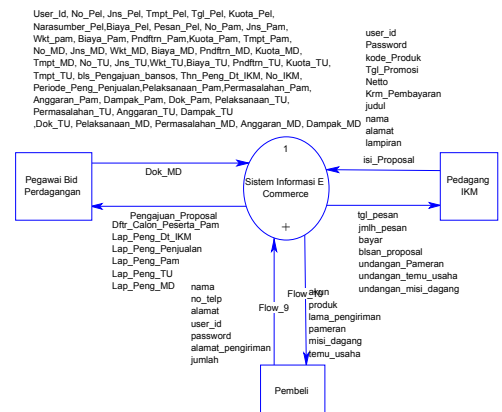 User_Id, No_Pel, Jns_Pel, Tmpt_Pel, Tgl_Pel, Kuota_Pel,
Narasumber_Pel,Biaya_Pel, Pesan_Pel, No_Pam, Jns_Pam,
Wkt_pam, Biaya_Pam, Pndftrn_Pam,Kuota_Pam, Tmpt_Pam,
No_MD, Jns_MD, Wkt_MD, Biaya_MD, Pndftrn_MD, Kuota_MD,
Tmpt_MD, No_TU, Jns_TU,Wkt_TU,Biaya_TU, Pndftrn_TU, Kuota_TU,
Tmpt_TU, bls_Pengajuan_bansos, Thn_Peng_Dt_IKM, No_IKM,
Periode_Peng_Penjualan,Pelaksanaan_Pam,Permasalahan_Pam,
Anggaran_Pam, Dampak_Pam, Dok_Pam, Pelaksanaan_TU,
Permasalahan_TU, Anggaran_TU, Dampak_TU
,Dok_TU, Pelaksanaan_MD, Permasalahan_MD, Anggaran_MD, Dampak_MD
Dok_MD
user_id
Password
kode_Produk
Tgl_Promosi
Netto
Krm_Pembayaran
judul
nama
alamat
lampiran
isi_Proposal
Pegawai Bid
Perdagangan
1
Sistem Informasi E
Commerce
+
Pedagang
IKM
Pengajuan_Proposal
Dftr_Calon_Peserta_Pam
Lap_Peng_Dt_IKM
Lap_Peng_Penjualan
Lap_Peng_Pam
Lap_Peng_TU
Lap_Peng_MD
tgl_pesan
jmlh_pesan
bayar
blsan_proposal
undangan_Pameran
undangan_temu_usaha
undangan_misi_dagang
nama
no_telp
alamat
user_id
password
alamat_pengiriman
jumlah
Flow_9
Flow_10
akun
produk
lama_pengiriman
pameran
misi_dagang
temu_usaha
Pembeli